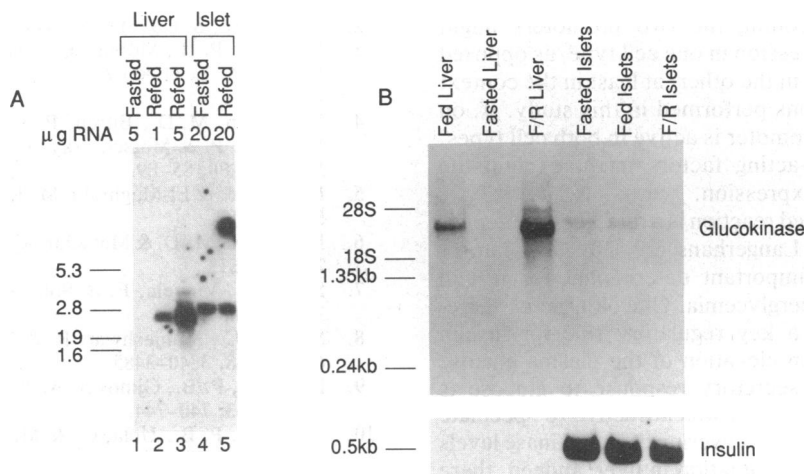 A
Liver Islet
Fasted Refed Refed Fasted Refed
μg RNA 5 1 5 20 20
5.3
2.8
1.9
1.6
1 2 3 4 5
B
Fed Liver
Fasted Liver
F/R Liver
Fasted Islets
Fed Islets
F/R Islets
28S
18S
1.35kb
0.24kb
Glucokinase
0.5kb
Insulin